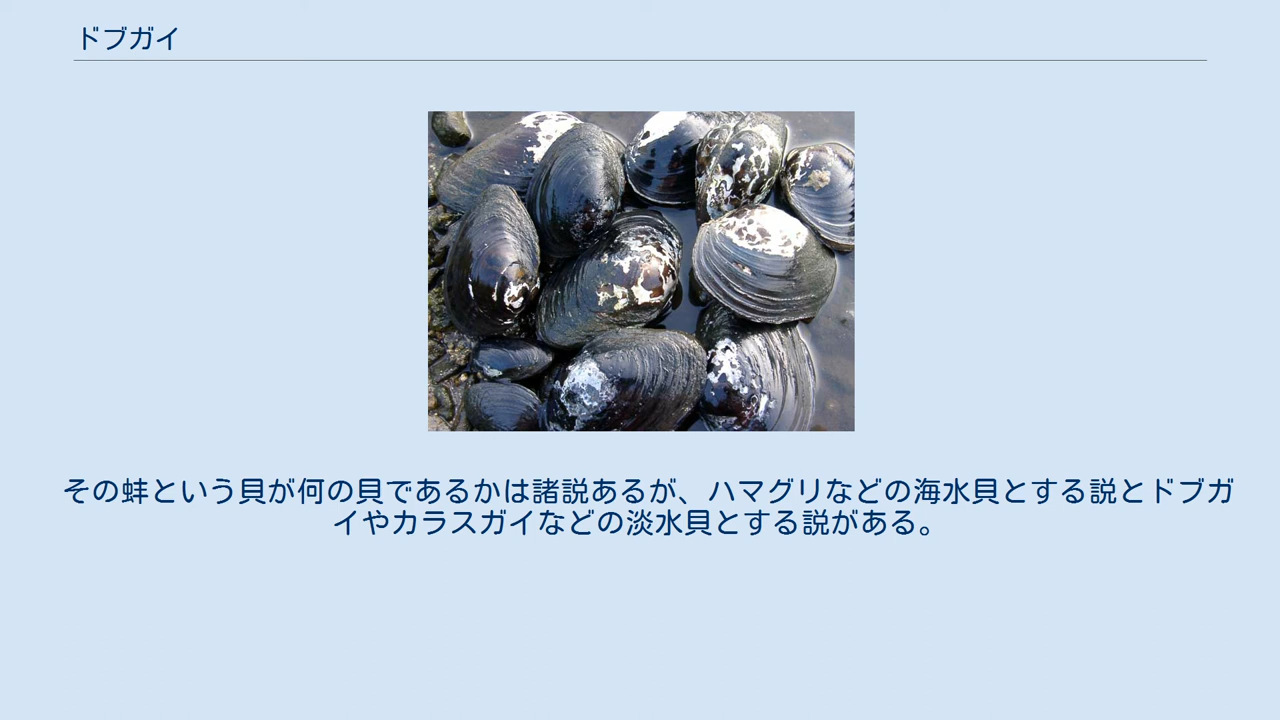 ドブガイ
その蚌という貝が何の貝であるかは諸説あるが、ハマグリなどの海水貝とする説とドブガ
イやカラスガイなどの淡水貝とする説がある。